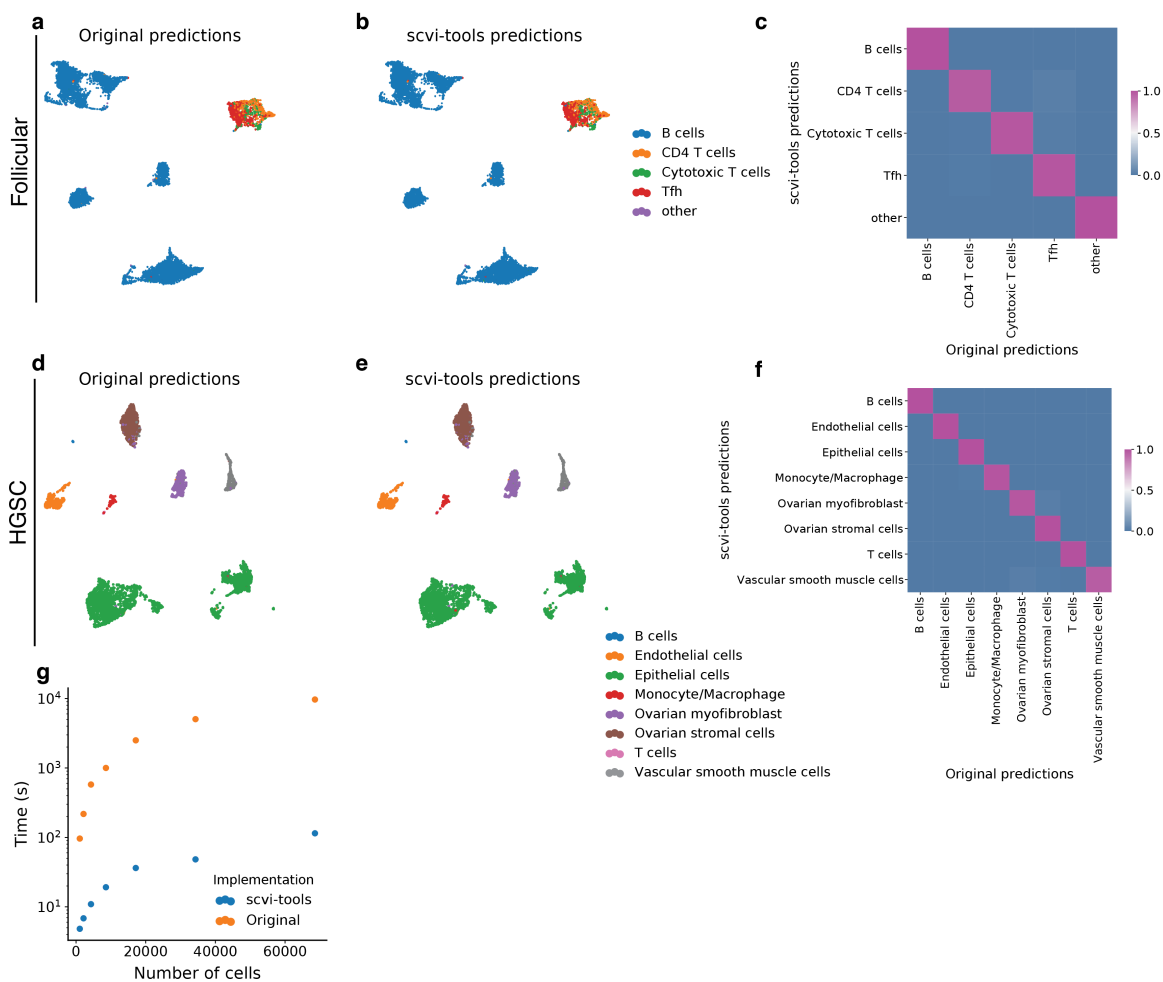 a
Original predictions
Follicular
b
scvi-tools predictions
B cells
CD4 T cells
Cytotoxic T cells
Tfh
other
c
scvi-tools predictions
B cells
CD4 T cells
Cytotoxic T cells
Tfh
other
B cells
CD4 T cells
Cytotoxic T cells
Tfh
other
Original predictions
1.0
0.5
0.0
d
Original predictions
HGSC
e
scvi-tools predictions
B cells
Endothelial cells
Epithelial cells
Monocyte/Macrophage
Ovarian myofibroblast
Ovarian stromal cells
T cells
Vascular smooth muscle cells
f
scvi-tools predictions
B cells
Endothelial cells
Epithelial cells
Monocyte/Macrophage
Ovarian myofibroblast
Ovarian stromal cells
T cells
Vascular smooth muscle cells
B cells
Endothelial cells
Epithelial cells
Monocyte/Macrophage
Ovarian myofibroblast
Ovarian stromal cells
T cells
Vascular smooth muscle cells
Original predictions
1.0
0.5
0.0
g
Time (s)
10⁴
10³
10²
10¹
Implementation
scvi-tools
Original
0 20000 40000 60000
Number of cells